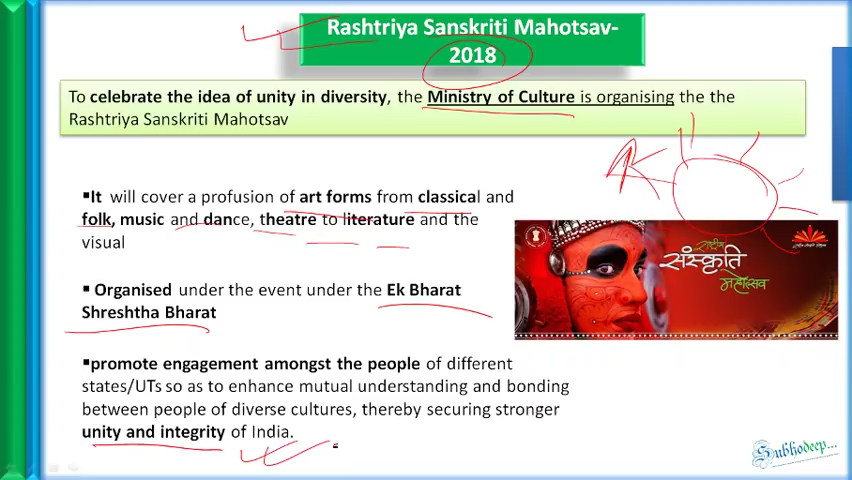 Rashtriya Sanskriti Mahotsav-
2018
To celebrate the idea of unity in diversity, the Ministry of Culture is organising the the
Rashtriya Sanskriti Mahotsav
▪It will cover a profusion of art forms from classical and
folk, music and dance, theatre to literature and the
visual
▪ Organised under the event under the Ek Bharat
Shreshtha Bharat
▪promote engagement amongst the people of different
states/UTs so as to enhance mutual understanding and bonding
between people of diverse cultures, thereby securing stronger
unity and integrity of India.
राष्ट्रीय
संस्कृति
महोत्सव
Subhodeep...